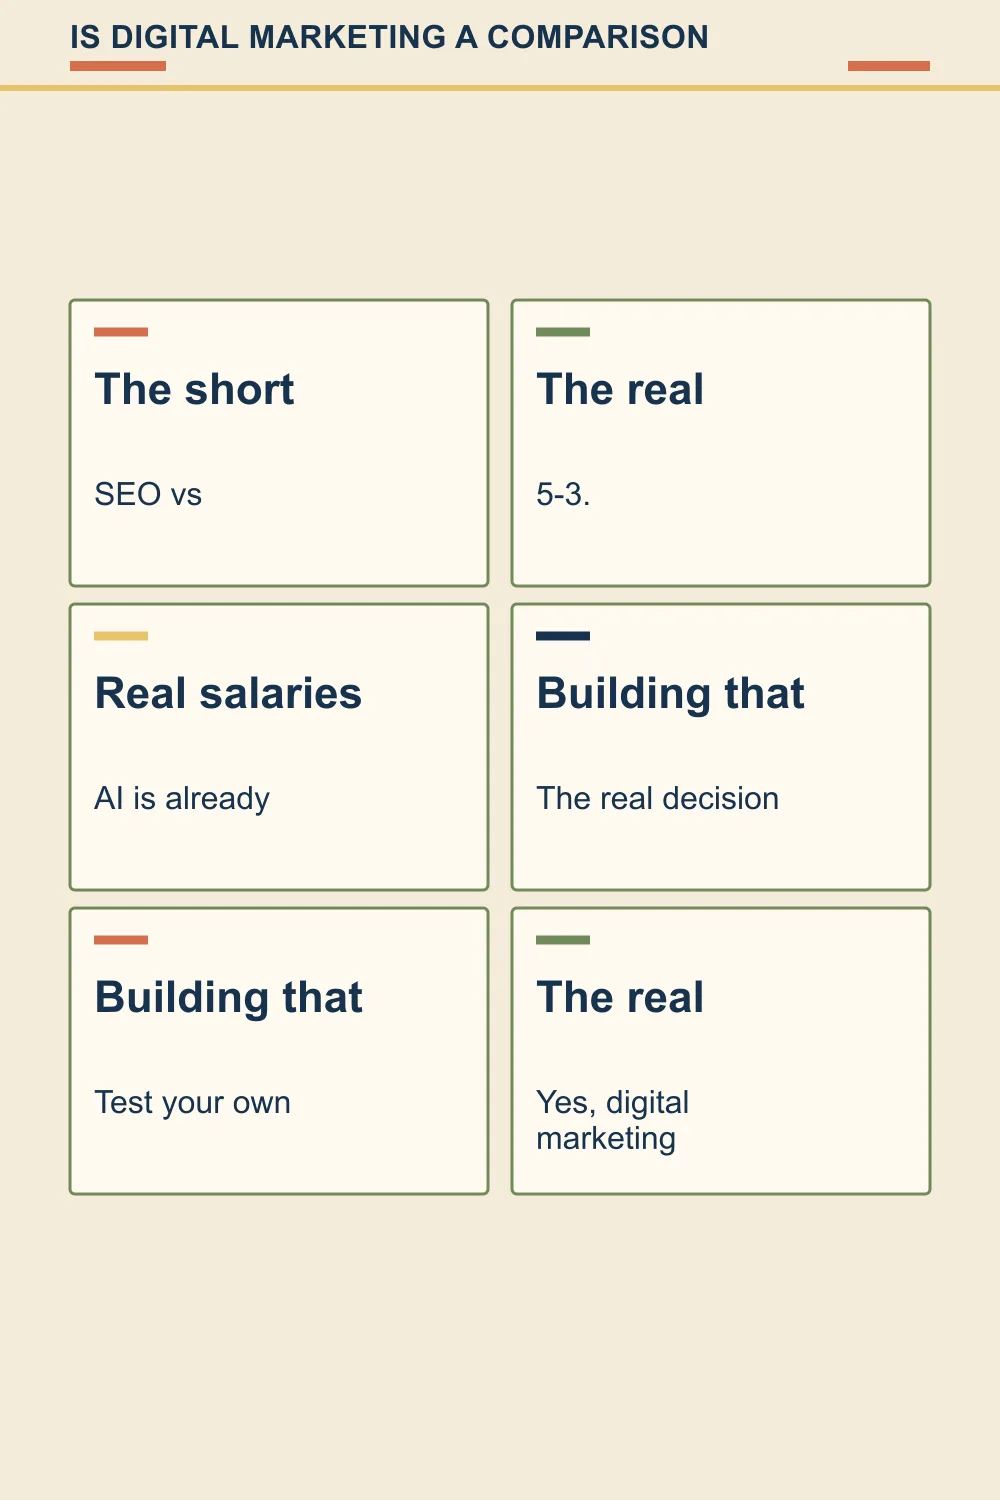 IS DIGITAL MARKETING A COMPARISON
The short
SEO vs
The real
5-3.
Real salaries
AI is already
Building that
The real decision
Building that
Test your own
The real
Yes, digital
marketing